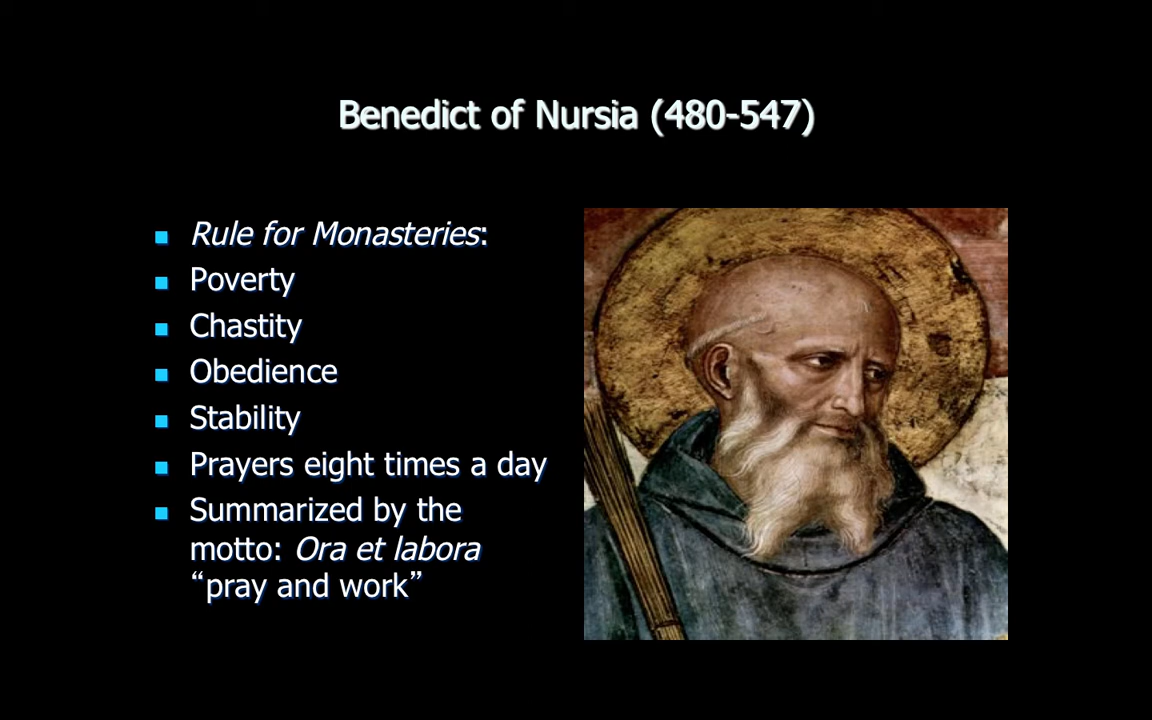 Benedict of Nursia (480-547)
Rule for Monasteries:
Poverty
Chastity
Obedience
Stability
Prayers eight times a day
Summarized by the
motto: Ora et labora
“pray and work”